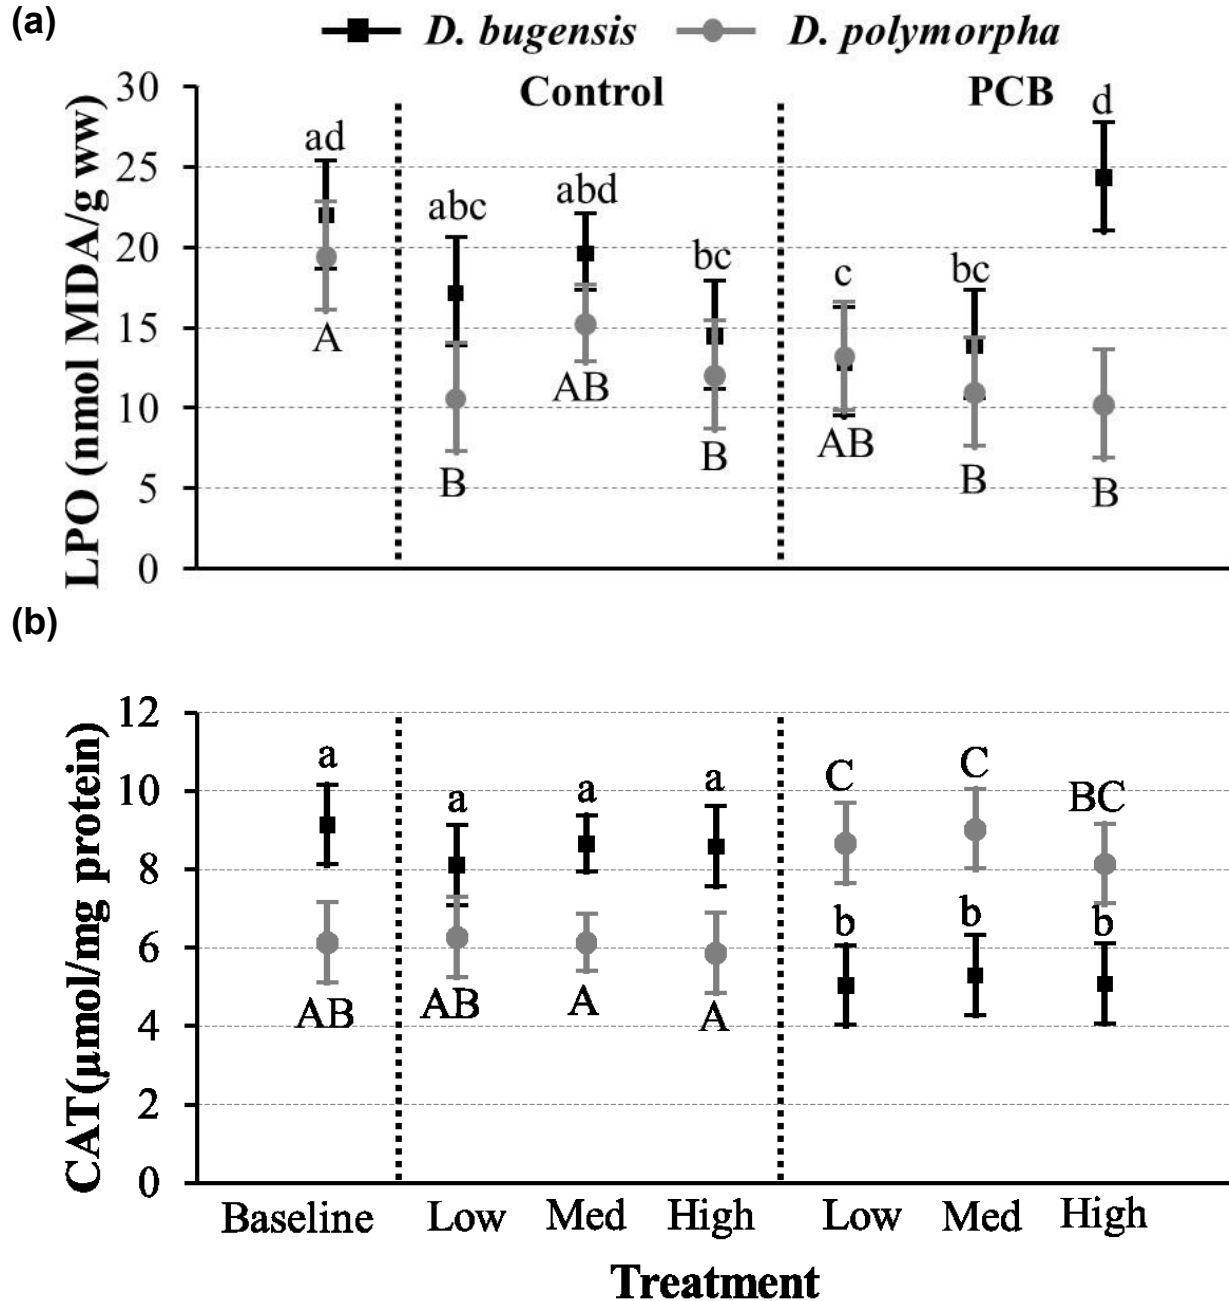 (a)
D. bugensis D. polymorpha
Control PCB
LPO (nmol MDA/g ww)
30
25
20
15
10
5
0
ad abc abd bc c bc d
A B AB B AB B B
(b)
CAT(µmol/mg protein)
12
10
8
6
4
2
0
a a a a C C BC
AB AB A A b b b
Baseline Low Med High Low Med High
Treatment